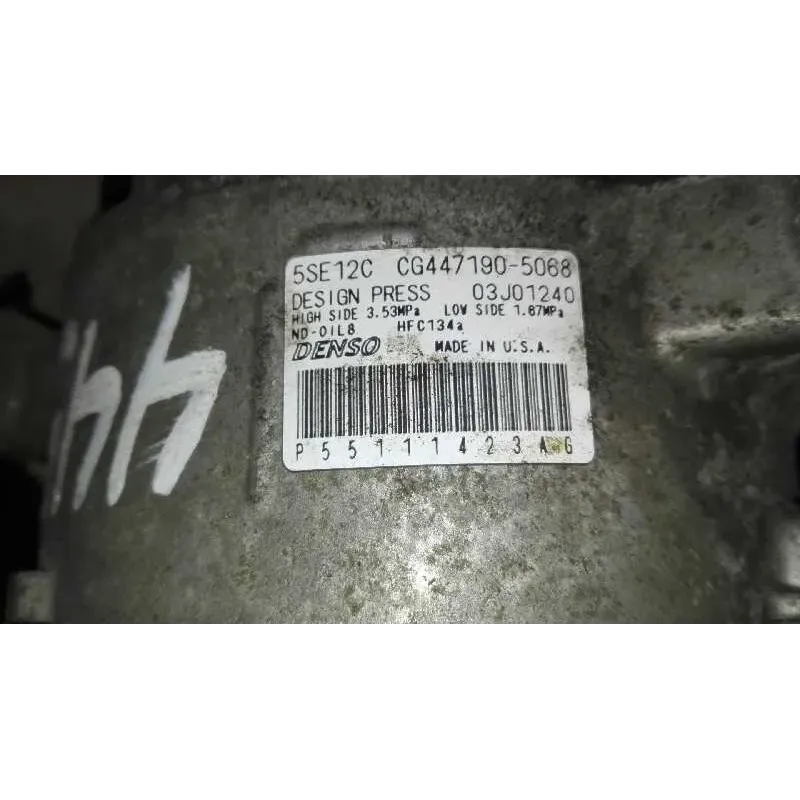 5SE12C CG447190-5068
DESIGN PRESS 03J01240
HIGH SIDE 3.53MPa LOW SIDE 1.67MPa
ND-OIL8 HFC134a
DENSO MADE IN U.S.A.
P55111423AG
44